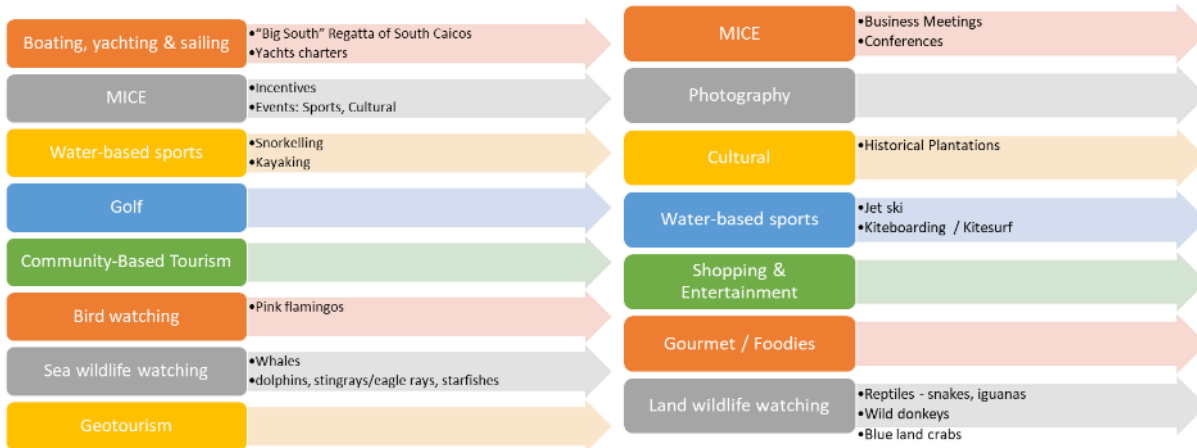 Boating, yachting & sailing
•“Big South” Regatta of South Caicos
•Yachts charters
MICE
•Incentives
•Events: Sports, Cultural
Water-based sports
•Snorkelling
•Kayaking
Golf
Community-Based Tourism
Bird watching
•Pink flamingos
Sea wildlife watching
•Whales
•dolphins, stingrays/eagle rays, starfishes
Geotourism
MICE
•Business Meetings
•Conferences
Photography
Cultural
•Historical Plantations
Water-based sports
•Jet ski
•Kiteboarding / Kitesurf
Shopping &
Entertainment
Gourmet / Foodies
Land wildlife watching
•Reptiles - snakes, iguanas
•Wild donkeys
•Blue land crabs